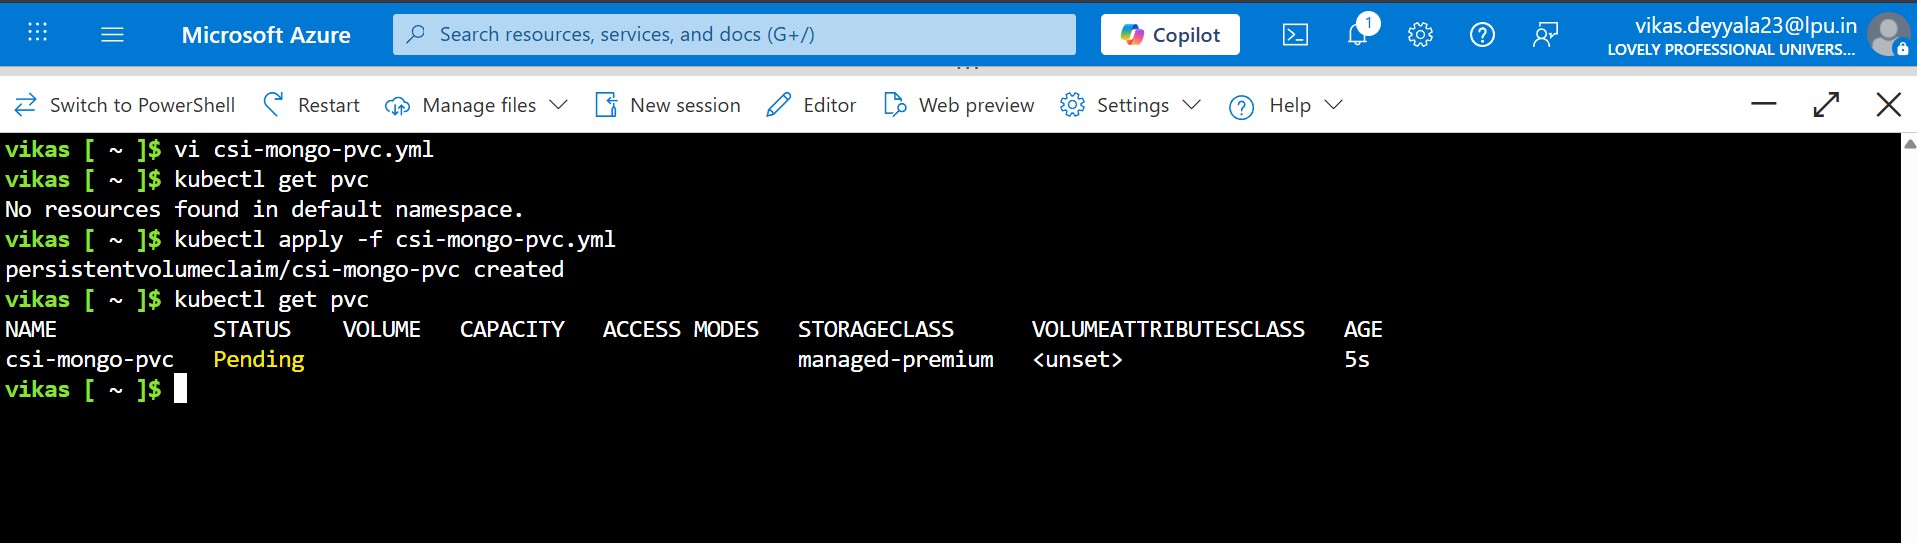 Microsoft Azure
Search resources, services, and docs (G+/)
Copilot
1
vikas.deyyala23@lpu.in
LOVELY PROFESSIONAL UNIVERS...
Switch to PowerShell
Restart
Manage files
New session
Editor
Web preview
Settings
Help
vikas [ ~ ]$ vi csi-mongo-pvc.yml
vikas [ ~ ]$ kubectl get pvc
No resources found in default namespace.
vikas [ ~ ]$ kubectl apply -f csi-mongo-pvc.yml
persistentvolumeclaim/csi-mongo-pvc created
vikas [ ~ ]$ kubectl get pvc
NAME STATUS VOLUME CAPACITY ACCESS MODES STORAGECLASS VOLUMEATTRIBUTESCLASS AGE
csi-mongo-pvc Pending managed-premium <unset> 5s
vikas [ ~ ]$